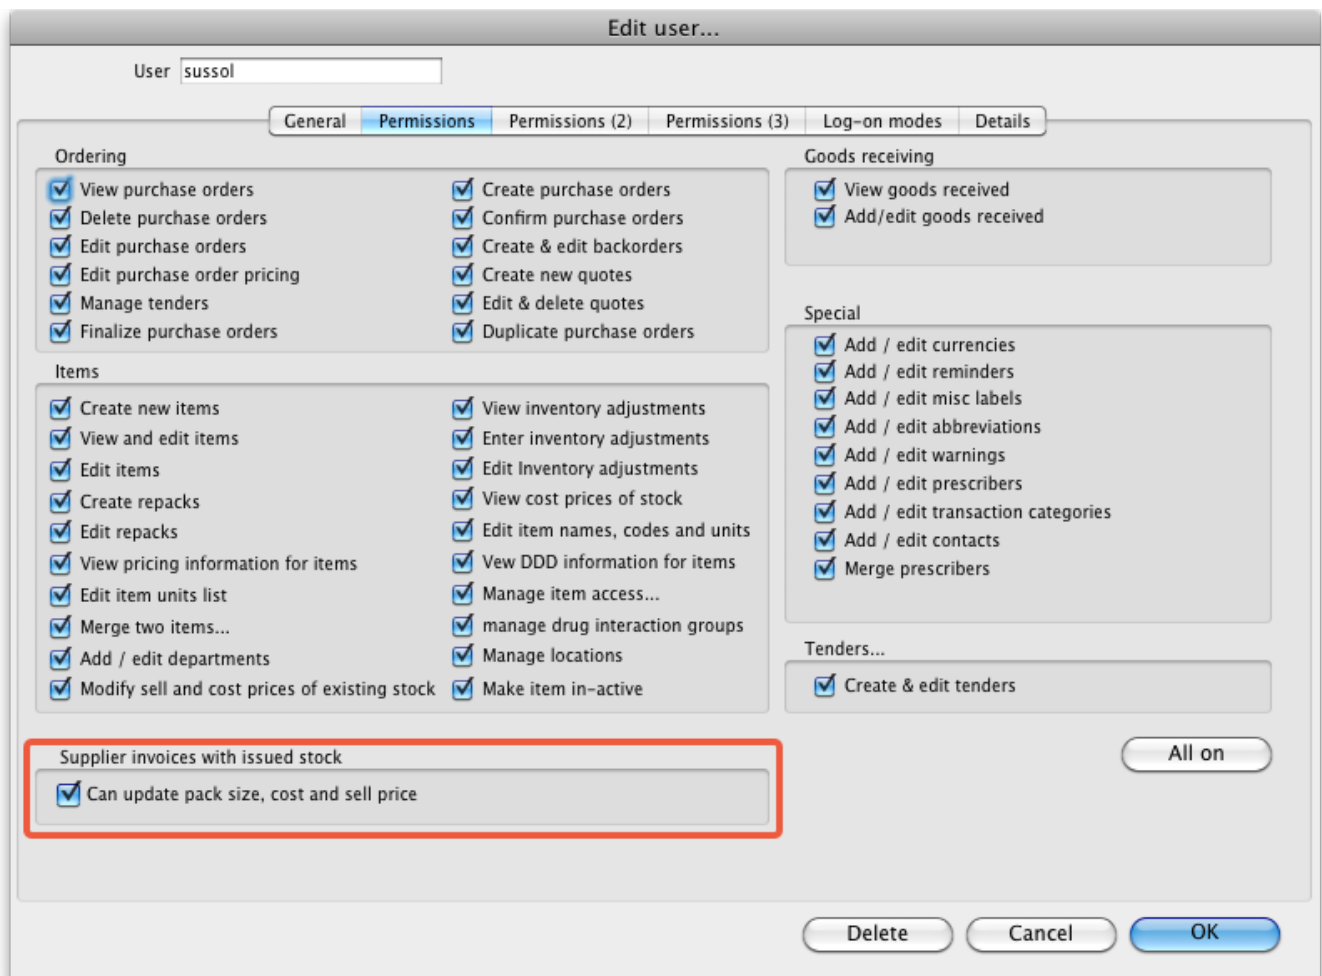 Edit user...
User sussol
General Permissions Permissions (2) Permissions (3) Log-on modes Details
Ordering
View purchase orders
Delete purchase orders
Edit purchase orders
Edit purchase order pricing
Manage tenders
Finalize purchase orders
Create purchase orders
Confirm purchase orders
Create & edit backorders
Create new quotes
Edit & delete quotes
Duplicate purchase orders
Items
Create new items
View and edit items
Edit items
Create repacks
Edit repacks
View pricing information for items
Edit item units list
Merge two items...
Add / edit departments
Modify sell and cost prices of existing stock
View inventory adjustments
Enter inventory adjustments
Edit Inventory adjustments
View cost prices of stock
Edit item names, codes and units
Vew DDD information for items
Manage item access...
manage drug interaction groups
Manage locations
Make item in-active
Supplier invoices with issued stock
Can update pack size, cost and sell price
Goods receiving
View goods received
Add/edit goods received
Special
Add / edit currencies
Add / edit reminders
Add / edit misc labels
Add / edit abbreviations
Add / edit warnings
Add / edit prescribers
Add / edit transaction categories
Add / edit contacts
Merge prescribers
Tenders...
Create & edit tenders
All on
Delete Cancel OK